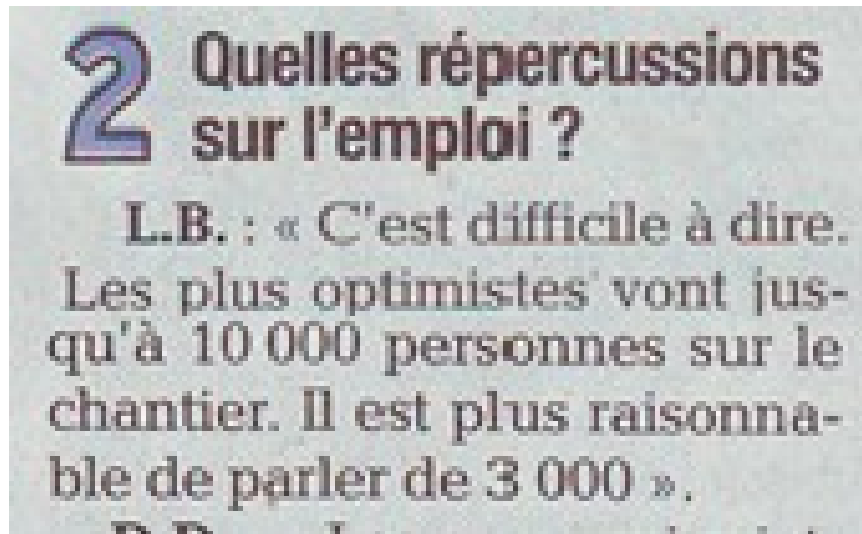 2 Quelles répercussions
sur l'emploi ?
L.B. : « C'est difficile à dire.
Les plus optimistes vont jus-
qu'à 10 000 personnes sur le
chantier. Il est plus raisonna-
ble de parler de 3 000 ».